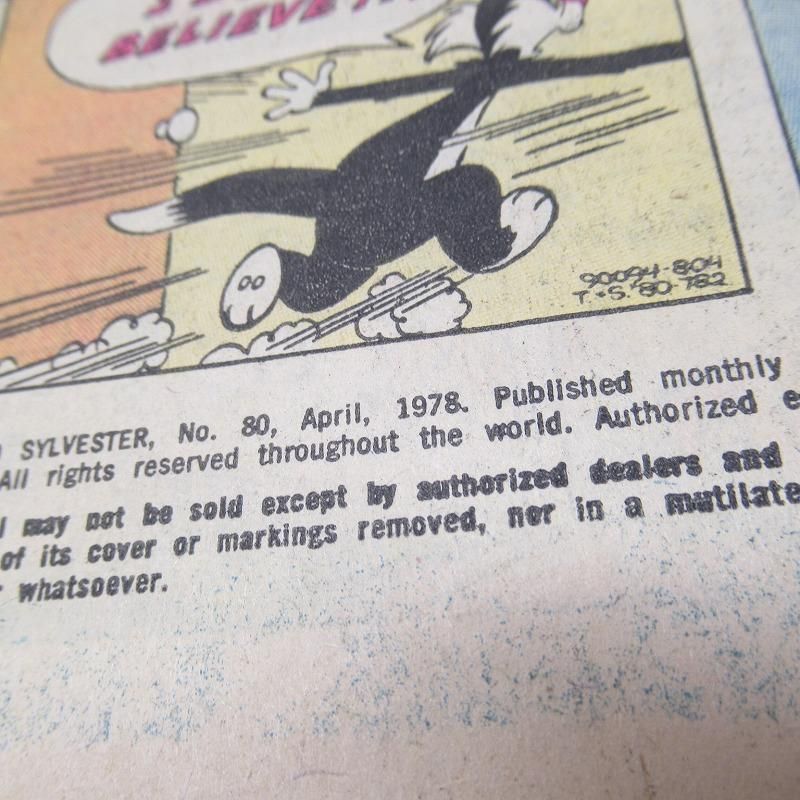 BELIEVE
90094-804
T.+S. 80-782
SYLVESTER, No. 80, April, 1978. Published monthly
All rights reserved throughout the world. Authorized
may not be sold except by authorized dealers and
of its cover or markings removed, nor in a mutilate
whatsoever.